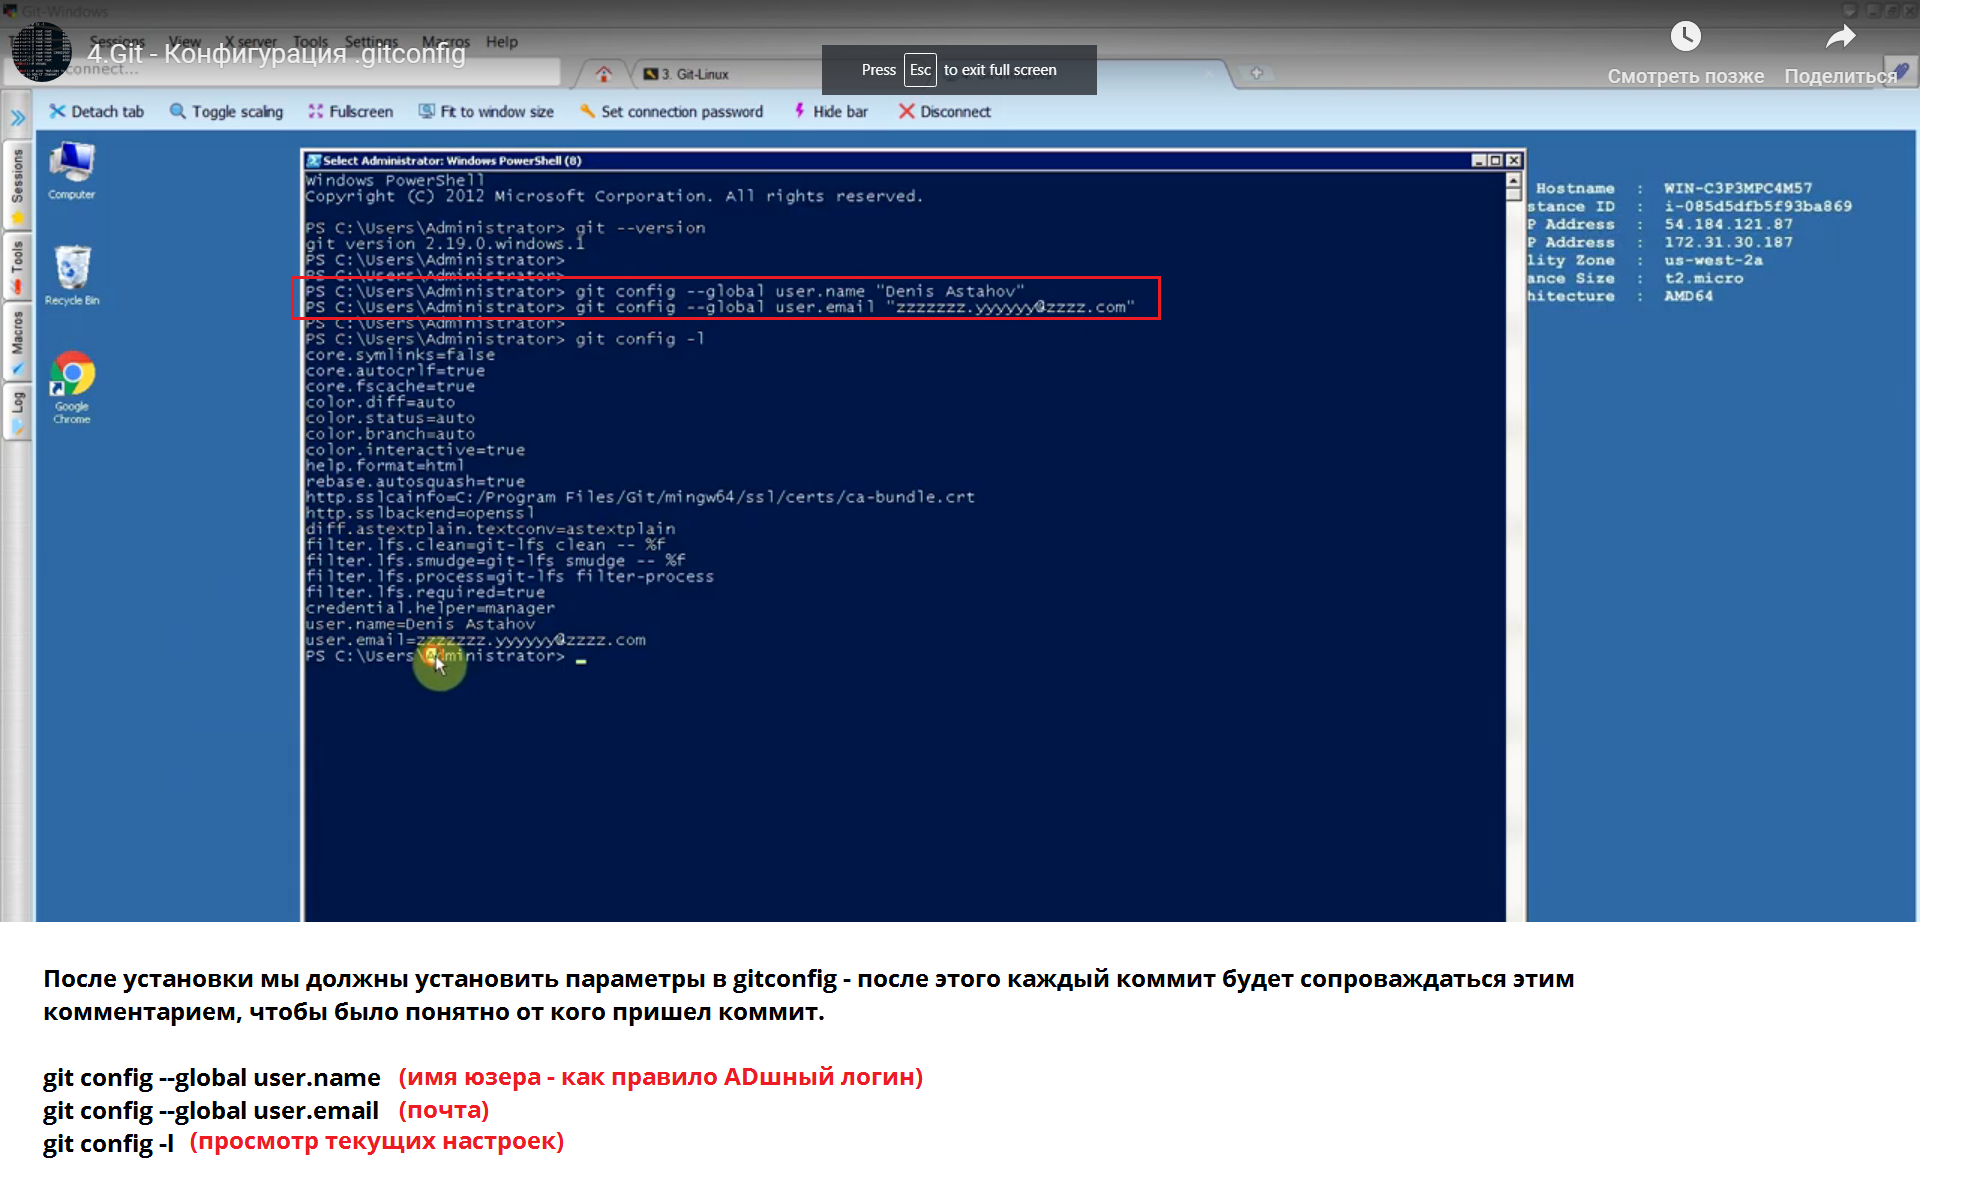 Git-Windows
Sessions View X server Tools Settings Macros Help
4.Git - Конфигурация .gitconfig
connect...
3. Git-Linux
Press Esc to exit full screen
Смотреть позже Поделиться
Detach tab Toggle scaling Fullscreen Fit to window size Set connection password Hide bar Disconnect
Sessions
Tools
Macros
Log
Computer
Recycle Bin
Google
Chrome
Select Administrator: Windows PowerShell (8)
Windows PowerShell
Copyright (C) 2012 Microsoft Corporation. All rights reserved.
PS C:\Users\Administrator> git --version
git version 2.19.0.windows.1
PS C:\Users\Administrator>
PS C:\Users\Administrator>
PS C:\Users\Administrator> git config --global user.name "Denis Astahov"
PS C:\Users\Administrator> git config --global user.email "zzzzzzz.yyyyyy@zzzz.com"
PS C:\Users\Administrator>
PS C:\Users\Administrator> git config -l
core.symlinks=false
core.autocrlf=true
core.fscache=true
color.diff=auto
color.status=auto
color.branch=auto
color.interactive=true
help.format=html
rebase.autosquash=true
http.sslcainfo=C:/Program Files/Git/mingw64/ssl/certs/ca-bundle.crt
http.sslbackend=openssl
diff.astextplain.textconv=astextplain
filter.lfs.clean=git-lfs clean -- %f
filter.lfs.smudge=git-lfs smudge -- %f
filter.lfs.process=git-lfs filter-process
filter.lfs.required=true
credential.helper=manager
user.name=Denis Astahov
user.email=zzzzzzz.yyyyyy@zzzz.com
PS C:\Users\Administrator>
Hostname : WIN-C3P3MPC4M57
stance ID : i-085d5dfb5f93ba869
P Address : 54.184.121.87
P Address : 172.31.30.187
lity Zone : us-west-2a
ance Size : t2.micro
hitecture : AMD64
После установки мы должны установить параметры в gitconfig - после этого каждый коммит будет сопроваждаться этим
комментарием, чтобы было понятно от кого пришел коммит.
git config --global user.name (имя юзера - как правило ADшный логин)
git config --global user.email (почта)
git config -l (просмотр текущих настроек)